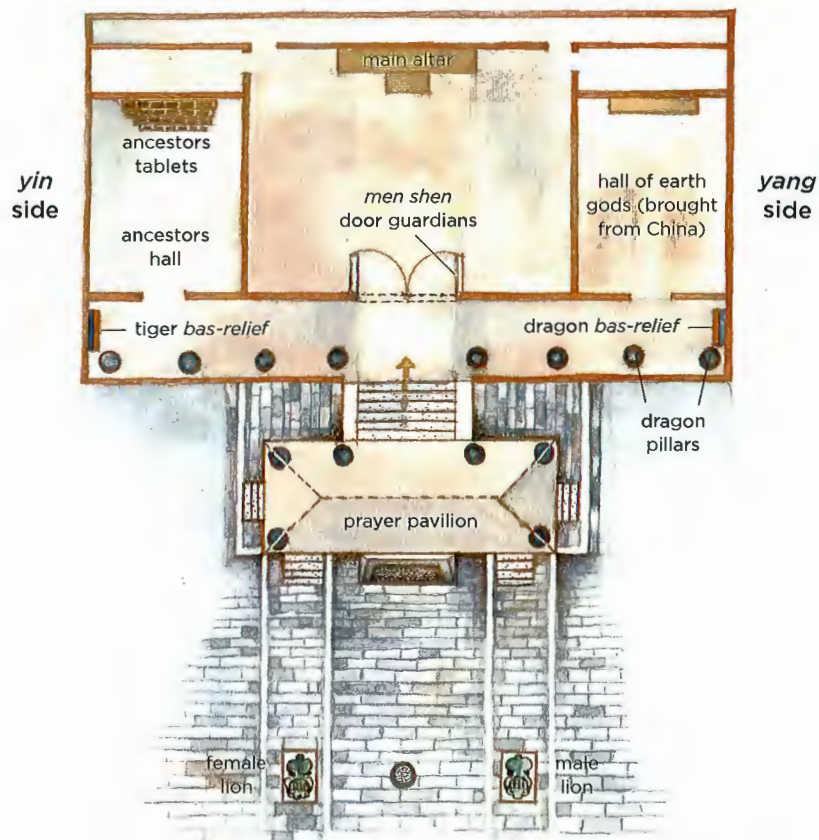 main altar
ancestors
tablets
yin
side
men shen
door guardians
hall of earth
gods (brought
from China)
yang
side
ancestors
hall
tiger bas-relief
dragon bas-relief
dragon
pillars
prayer pavilion
female
lion
male
lion